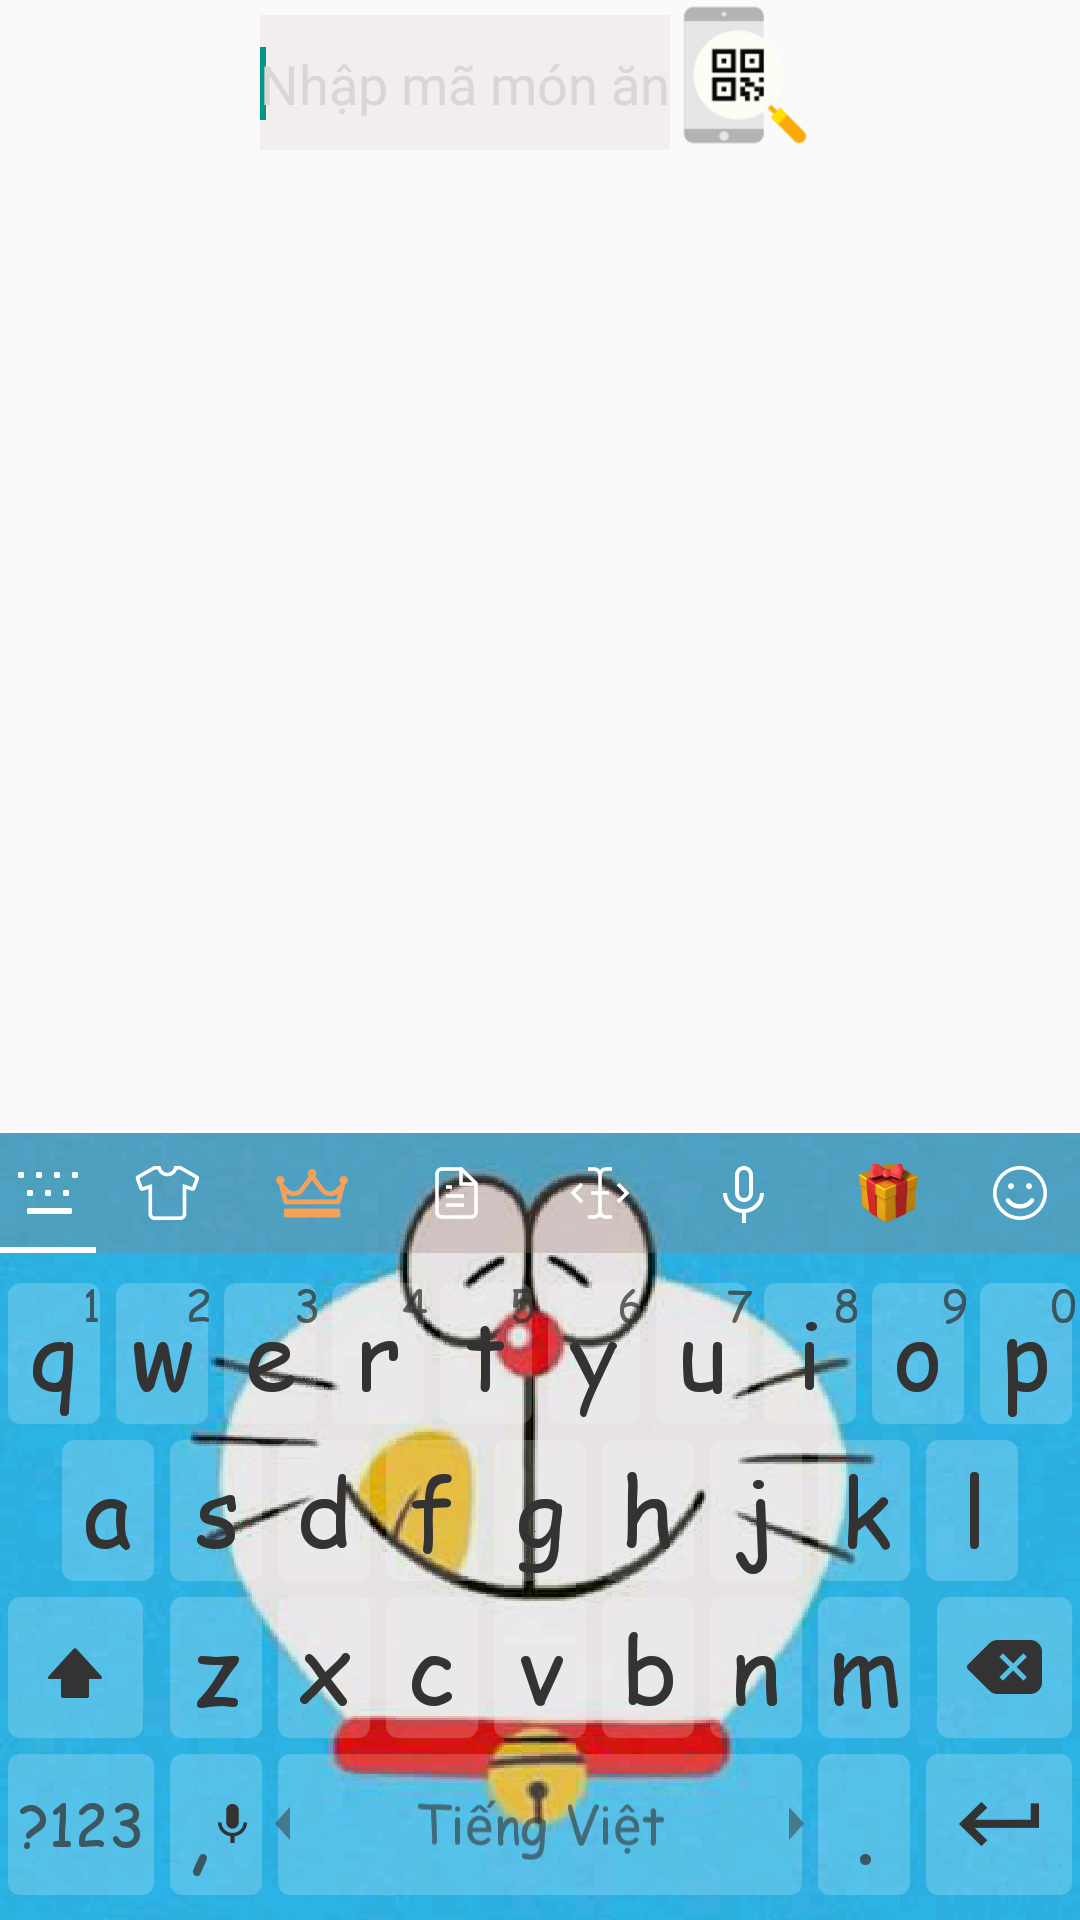 Nhập mã món ăn
1 2 3 4 5 6 7 8 9 0
q w e r t y u i o p
a s d f g h j k l
z x c v b n m
?123 , Tiếng Việt .